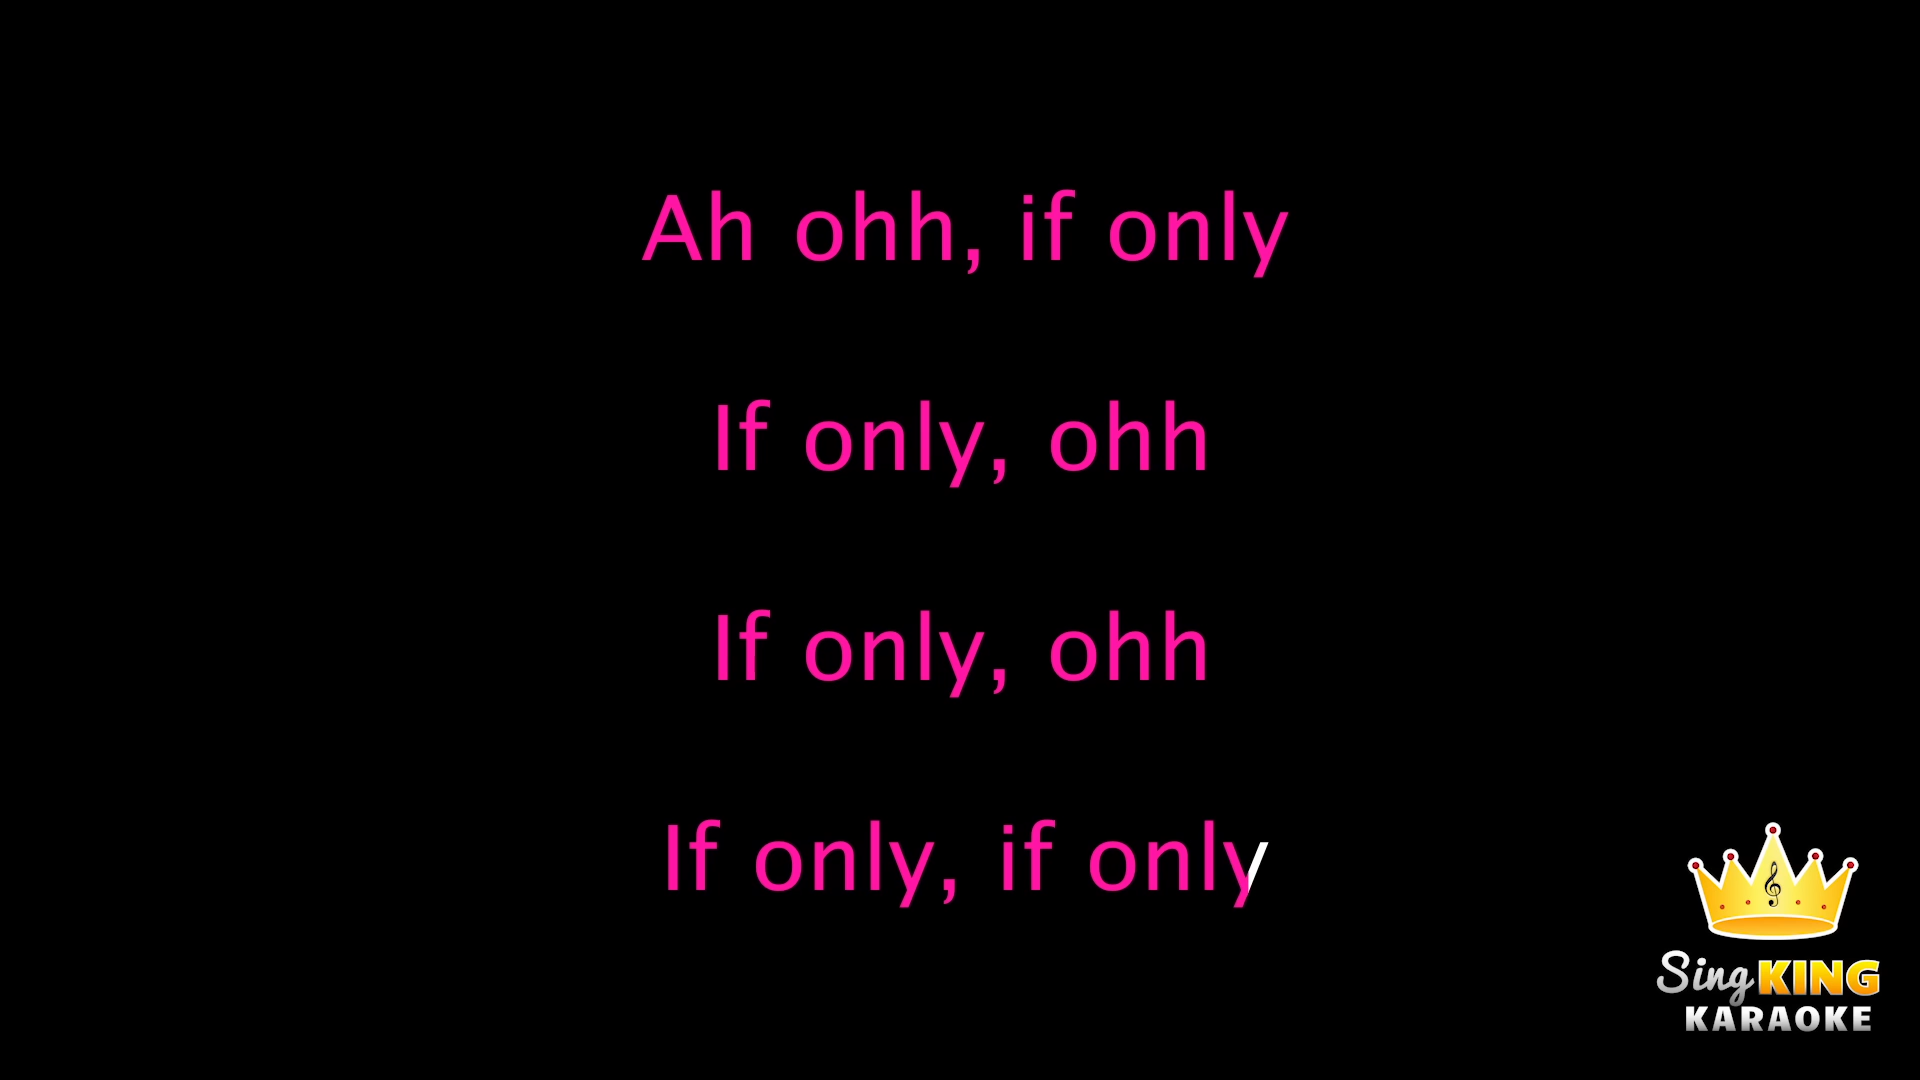 Ah ohh, if only
If only, ohh
If only, ohh
If only, if only
Sing KING
KARAOKE